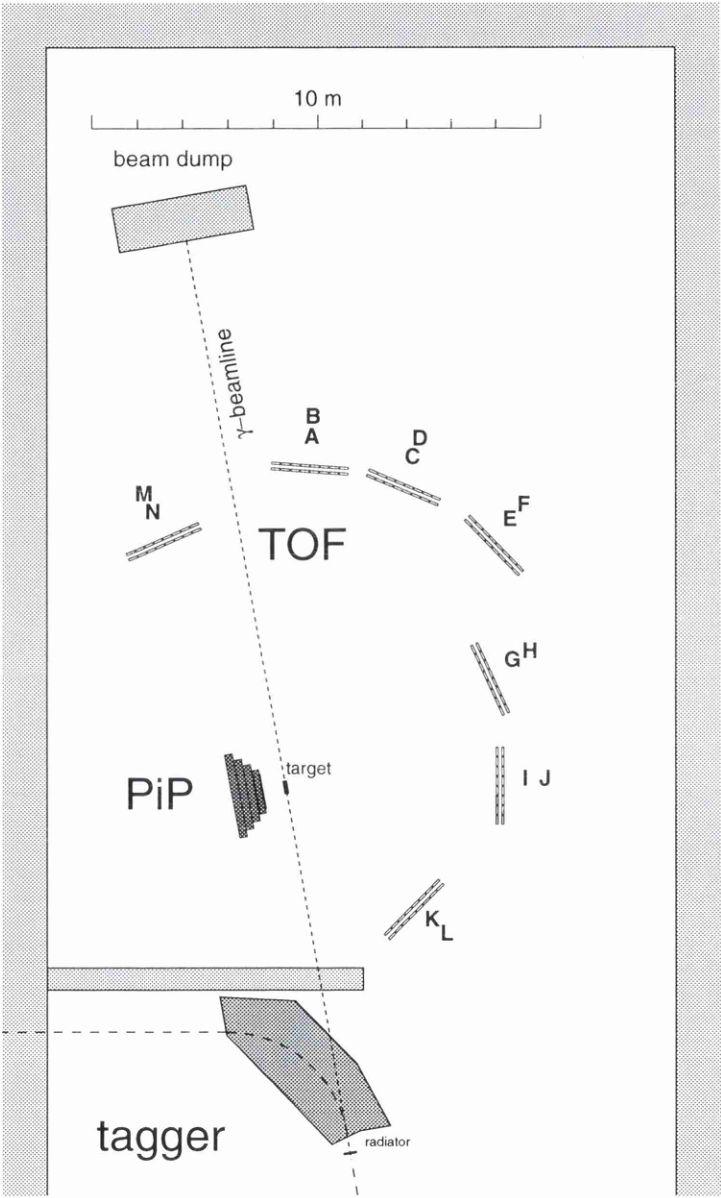 10 m
beam dump
γ–beamline
B
A
D
C
M
N
F
E
TOF
G H
target
PiP
I J
K
L
tagger
radiator